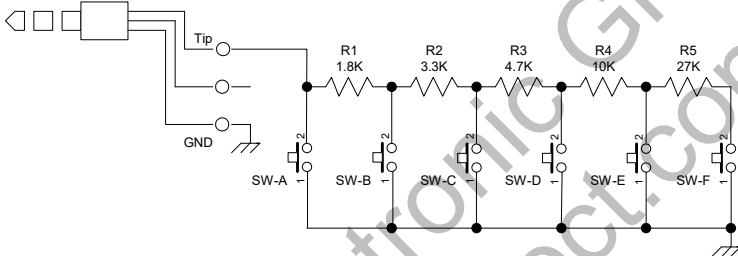 Tip
GND
R1
1.8K
R2
3.3K
R3
4.7K
R4
10K
R5
27K
2
1
SW-A
2
1
SW-B
2
1
SW-C
2
1
SW-D
2
1
SW-E
2
1
SW-F